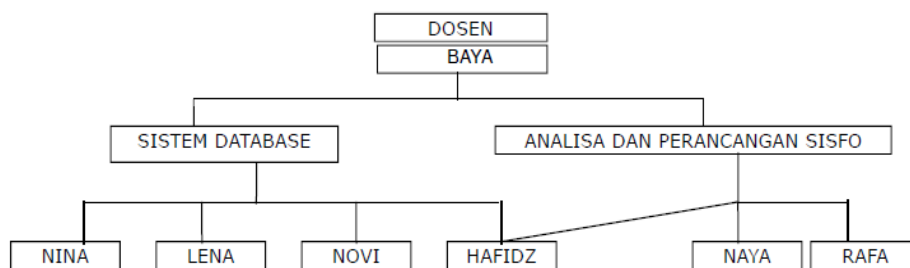 DOSEN
BAYA
SISTEM DATABASE
ANALISA DAN PERANCANGAN SISFO
NINA
LENA
NOVI
HAFIDZ
NAYA
RAFA